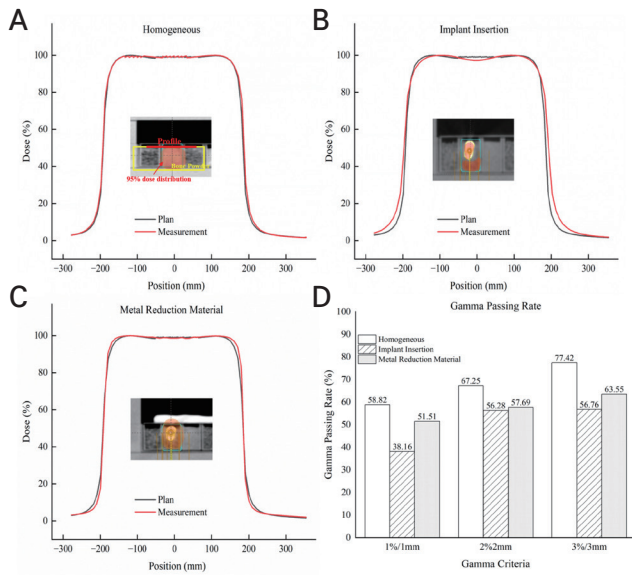 A
Homogeneous
Dose (%)
100
80
60
40
20
0
Profile
95% dose distribution
Plan
Measurement
-300
-200
-100
0
100
200
300
Position (mm)
B
Implant Insertion
Dose (%)
100
80
60
40
20
0
Plan
Measurement
-300
-200
-100
0
100
200
300
Position (mm)
C
Metal Reduction Material
Dose (%)
100
80
60
40
20
0
Plan
Measurement
-300
-200
-100
0
100
200
300
Position (mm)
D
Gamma Passing Rate
Gamma Passing Rate (%)
100
90
80
70
60
50
40
30
20
10
0
Homogeneous
Implant Insertion
Metal Reduction Material
58.82
38.16
51.51
67.25
56.28
57.69
77.42
56.76
63.55
1%/1mm
2%2mm
3%/3mm
Gamma Criteria